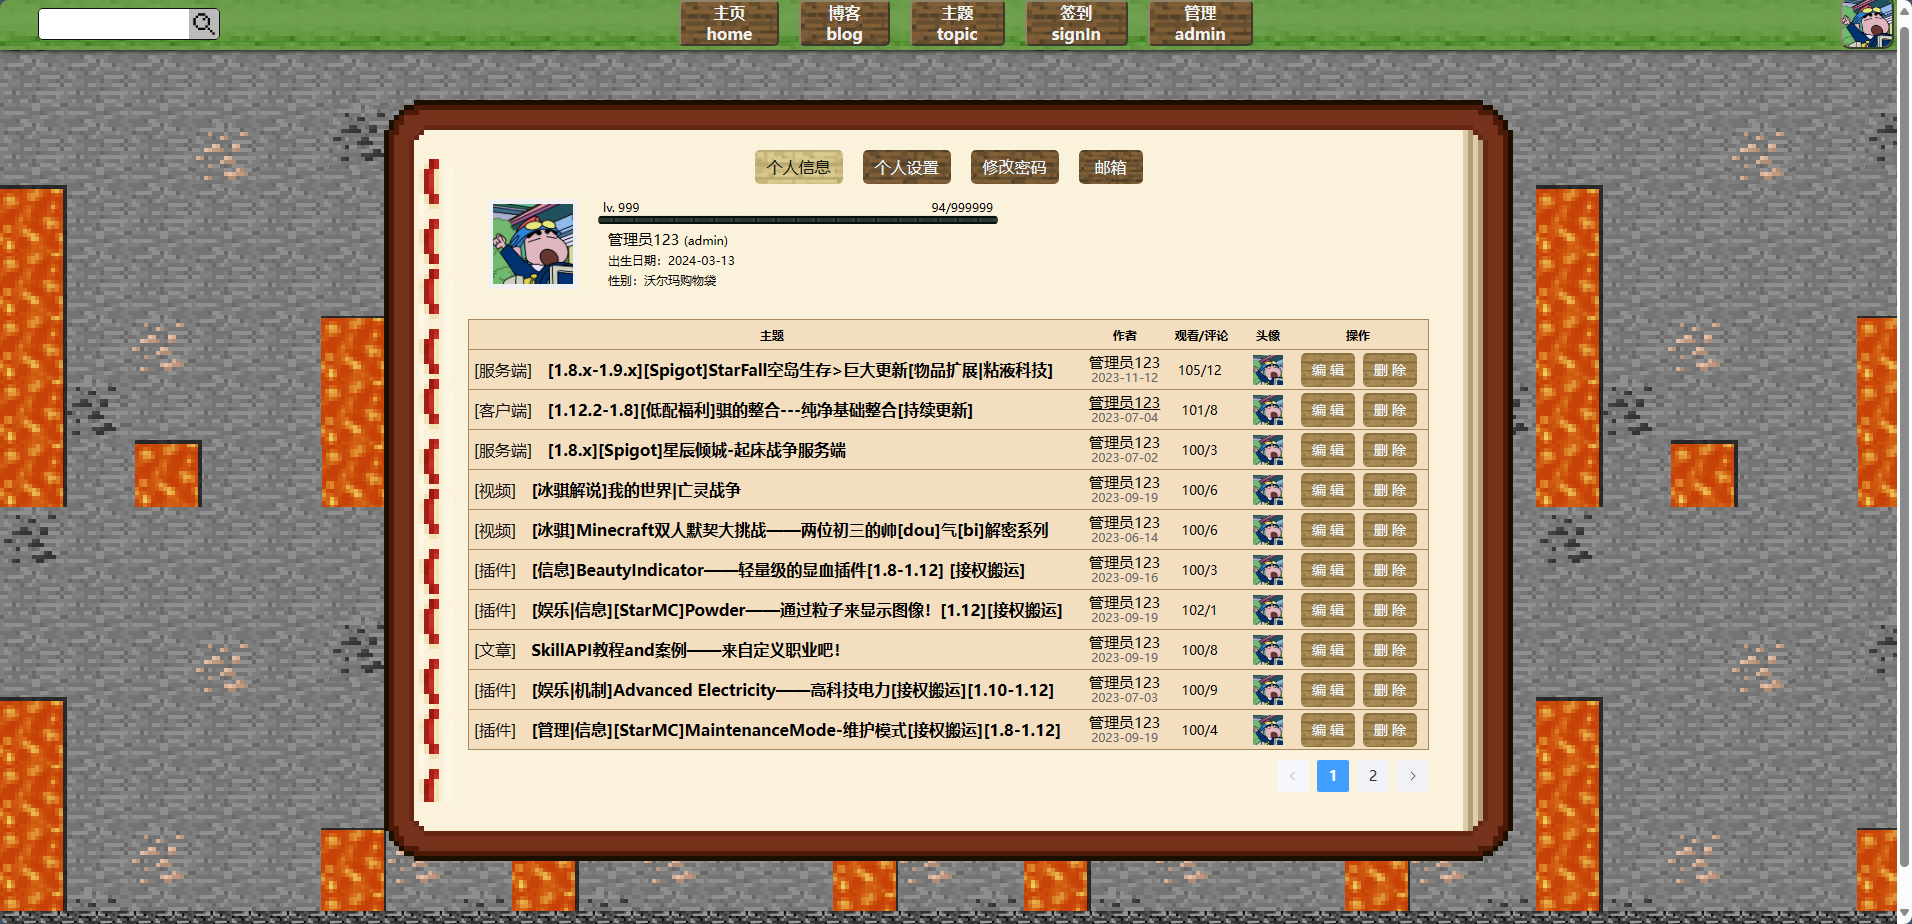 主页 博客 主题 签到 管理
home blog topic signIn admin
个人信息 个人设置 修改密码 邮箱
lv. 999 94/999999
管理员123 (admin)
出生日期：2024-03-13
性别：沃尔玛购物袋
主题 作者 观看/评论 头像 操作
[服务端] [1.8.x-1.9.x][Spigot]StarFall空岛生存>巨大更新[物品扩展|粘液科技] 管理员123 105/12 编 辑 删 除
2023-11-12
[客户端] [1.12.2-1.8][低配福利]骐的整合---纯净基础整合[持续更新] 管理员123 101/8 编 辑 删 除
2023-07-04
[服务端] [1.8.x][Spigot]星辰倾城-起床战争服务端 管理员123 100/3 编 辑 删 除
2023-07-02
[视频] [冰骐解说]我的世界|亡灵战争 管理员123 100/6 编 辑 删 除
2023-09-19
[视频] [冰骐]Minecraft双人默契大挑战——两位初三的帅[dou]气[bi]解密系列 管理员123 100/6 编 辑 删 除
2023-06-14
[插件] [信息]BeautyIndicator——轻量级的显血插件[1.8-1.12] [接权搬运] 管理员123 100/3 编 辑 删 除
2023-09-16
[插件] [娱乐|信息][StarMC]Powder——通过粒子来显示图像！[1.12][接权搬运] 管理员123 102/1 编 辑 删 除
2023-09-19
[文章] SkillAPI教程and案例——来自定义职业吧！ 管理员123 100/8 编 辑 删 除
2023-09-19
[插件] [娱乐|机制]Advanced Electricity——高科技电力[接权搬运][1.10-1.12] 管理员123 100/9 编 辑 删 除
2023-07-03
[插件] [管理|信息][StarMC]MaintenanceMode-维护模式[接权搬运][1.8-1.12] 管理员123 100/4 编 辑 删 除
2023-09-19
1 2